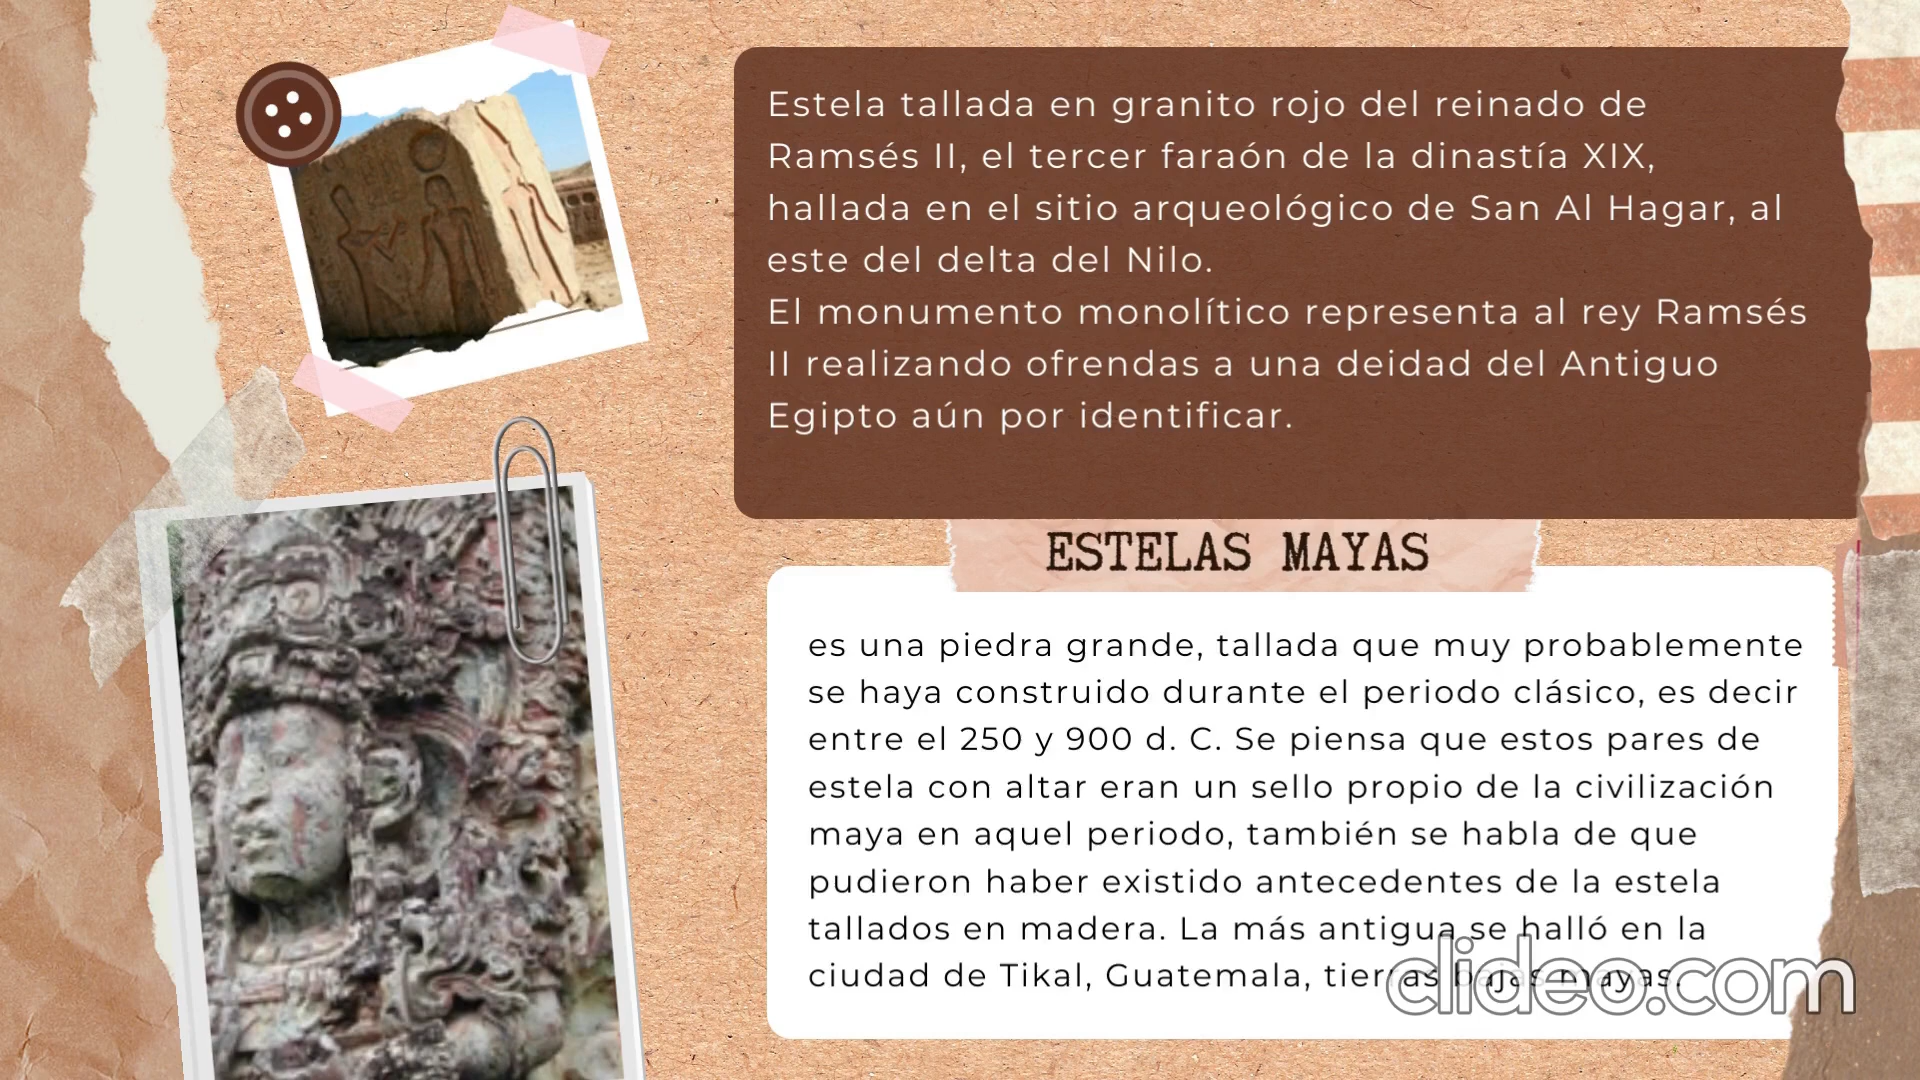 Estela tallada en granito rojo del reinado de
Ramsés II, el tercer faraón de la dinastía XIX,
hallada en el sitio arqueológico de San Al Hagar, al
este del delta del Nilo.
El monumento monolítico representa al rey Ramsés
II realizando ofrendas a una deidad del Antiguo
Egipto aún por identificar.
ESTELAS MAYAS
es una piedra grande, tallada que muy probablemente
se haya construido durante el periodo clásico, es decir
entre el 250 y 900 d. C. Se piensa que estos pares de
estela con altar eran un sello propio de la civilización
maya en aquel periodo, también se habla de que
pudieron haber existido antecedentes de la estela
tallados en madera. La más antigua se halló en la
ciudad de Tikal, Guatemala, tierras bajas mayas.
clideo.com